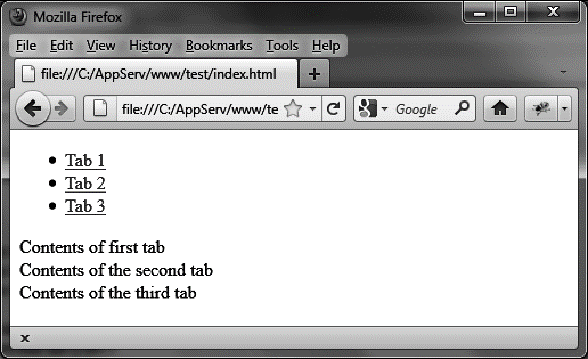 Mozilla Firefox
File Edit View History Bookmarks Tools Help
file:///C:/AppServ/www/test/index.html
file:///C:/AppServ/www/te Google
Tab 1
Tab 2
Tab 3
Contents of first tab
Contents of the second tab
Contents of the third tab
x